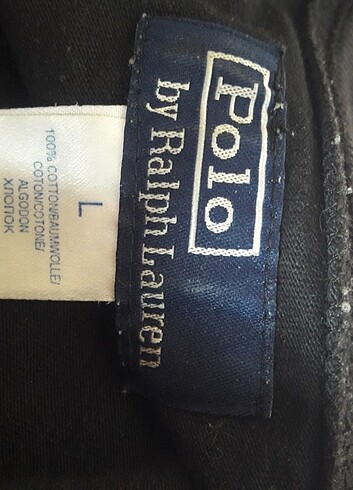 Polo
by Ralph Lauren
L
100% COTTON/BAUMWOLLE/
COTON/COTONE/
ALGODON
ХЛОПОК